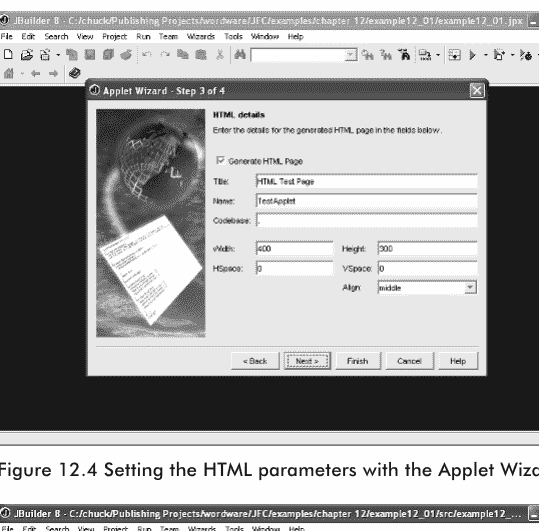 JBuilder 8 - C:/chuck/Publishing Projects/wordware/JFC/examples/chapter 12/example12_01/example12_01.jpx
File Edit Search View Project Run Team Wizards Tools Window Help
Applet Wizard - Step 3 of 4
HTML details
Enter the details for the generated HTML page in the fields below.
Generate HTML Page
Title: HTML Test Page
Name: TestApplet
Codebase: .
Width: 400 Height: 300
HSpace: 0 VSpace: 0
Align: middle
< Back Next > Finish Cancel Help
Figure 12.4 Setting the HTML parameters with the Applet Wiza
JBuilder 8 - C:/chuck/Publishing Projects/wordware/JFC/examples/chapter 12/example12_01/src/example12_...
File Edit Search View Project Run Team Wizards Tools Window Help